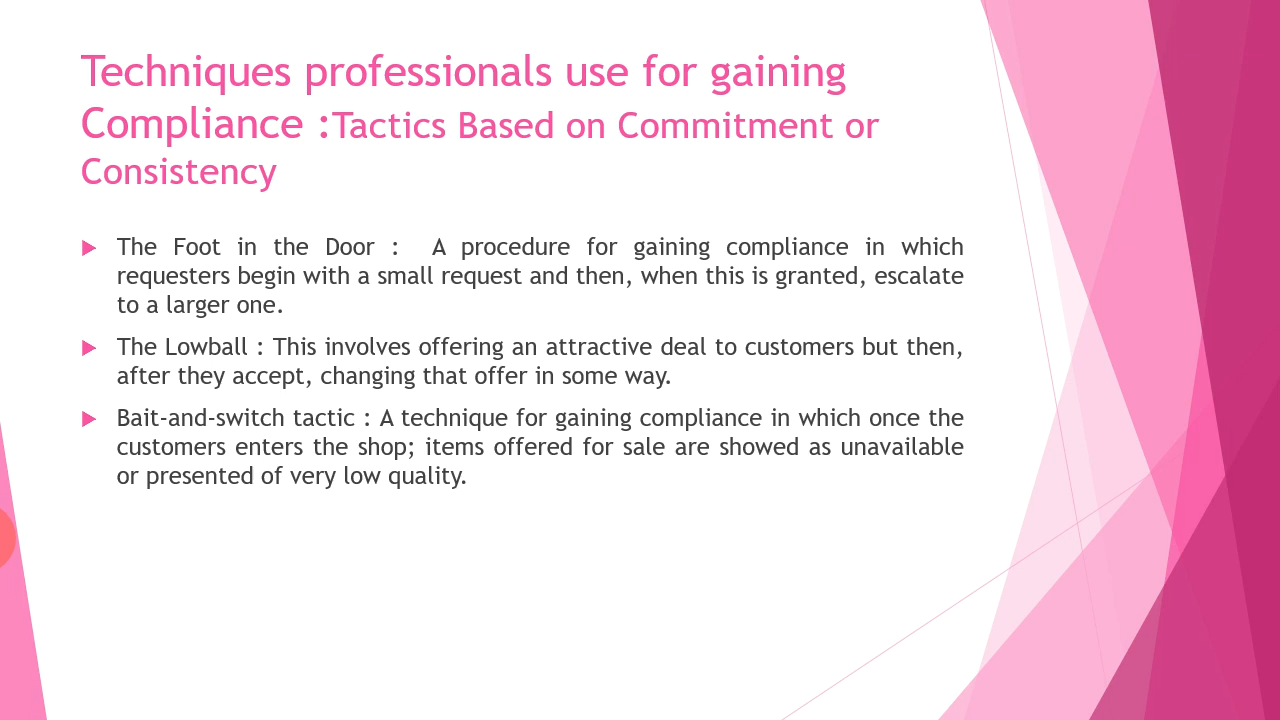 Techniques professionals use for gaining
Compliance :Tactics Based on Commitment or
Consistency
The Foot in the Door :  A procedure for gaining compliance in which
requesters begin with a small request and then, when this is granted, escalate
to a larger one.
The Lowball : This involves offering an attractive deal to customers but then,
after they accept, changing that offer in some way.
Bait-and-switch tactic : A technique for gaining compliance in which once the
customers enters the shop; items offered for sale are showed as unavailable
or presented of very low quality.